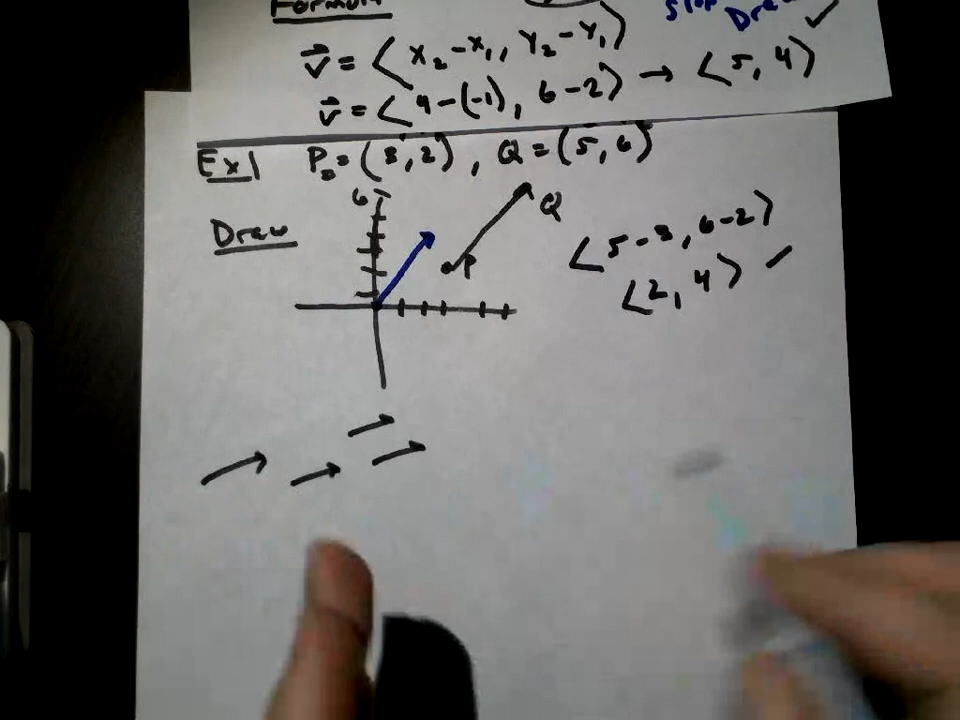 Formula
Stop
Draw ✓
v⃗ = ⟨x₂-x₁, y₂-y₁⟩
v⃗ = ⟨4-(-1), 6-2⟩ → ⟨5, 4⟩
Ex1 P = (3,2), Q = (5,6)
6
Draw
Q
P
⟨5-3, 6-2⟩
⟨2, 4⟩